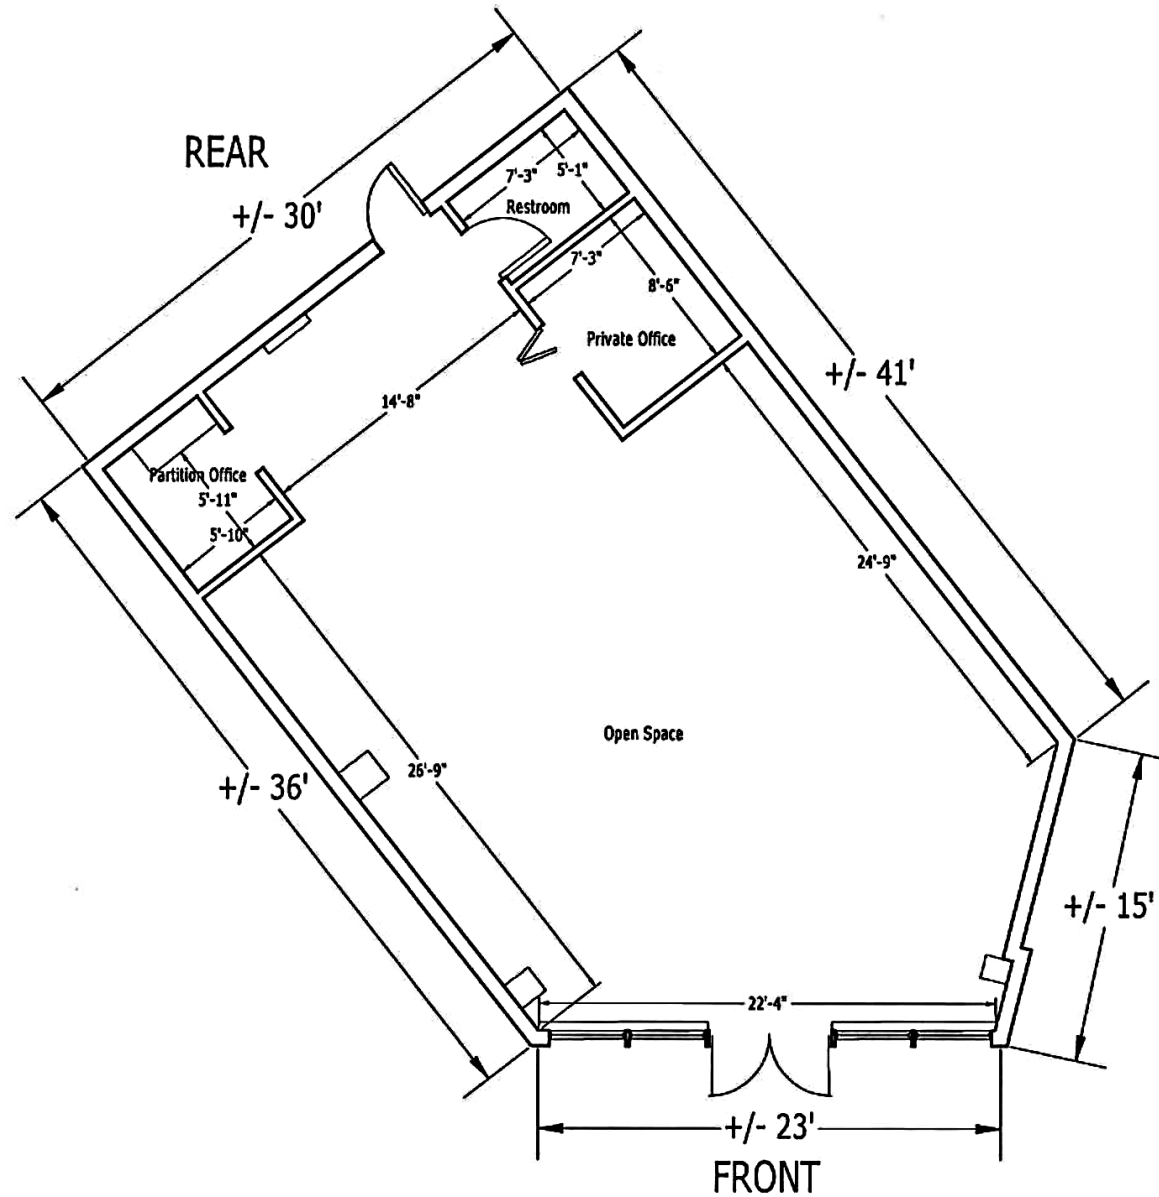 REAR
+/- 30'
7'-3"
5'-1"
Restroom
7'-3"
8'-6"
Private Office
+/- 41'
14'-8"
Partition Office
5'-11"
5'-10"
24'-9"
Open Space
26'-9"
+/- 36'
+/- 15'
22'-4"
+/- 23'
FRONT